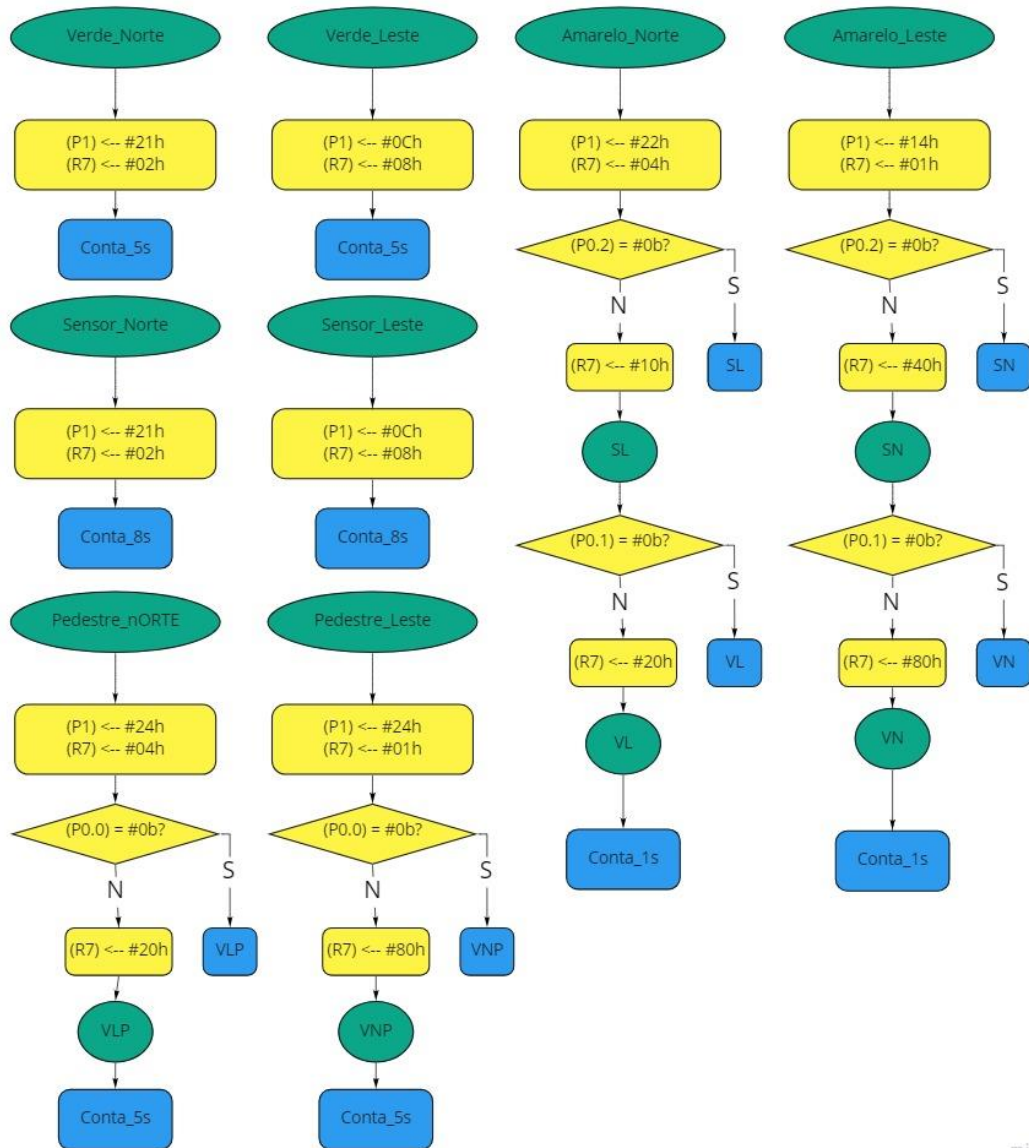 Verde_Norte
(P1) <-- #21h
(R7) <-- #02h
Conta_5s
Sensor_Norte
(P1) <-- #21h
(R7) <-- #02h
Conta_8s
Pedestre_nORTE
(P1) <-- #24h
(R7) <-- #04h
(P0.0) = #0b?
N
S
(R7) <-- #20h
VLP
VLP
Conta_5s
Verde_Leste
(P1) <-- #0Ch
(R7) <-- #08h
Conta_5s
Sensor_Leste
(P1) <-- #0Ch
(R7) <-- #08h
Conta_8s
Pedestre_Leste
(P1) <-- #24h
(R7) <-- #01h
(P0.0) = #0b?
N
S
(R7) <-- #80h
VNP
VNP
Conta_5s
Amarelo_Norte
(P1) <-- #22h
(R7) <-- #04h
(P0.2) = #0b?
N
S
(R7) <-- #10h
SL
SL
(P0.1) = #0b?
N
S
(R7) <-- #20h
VL
VL
Conta_1s
Amarelo_Leste
(P1) <-- #14h
(R7) <-- #01h
(P0.2) = #0b?
N
S
(R7) <-- #40h
SN
SN
(P0.1) = #0b?
N
S
(R7) <-- #80h
VN
VN
Conta_1s